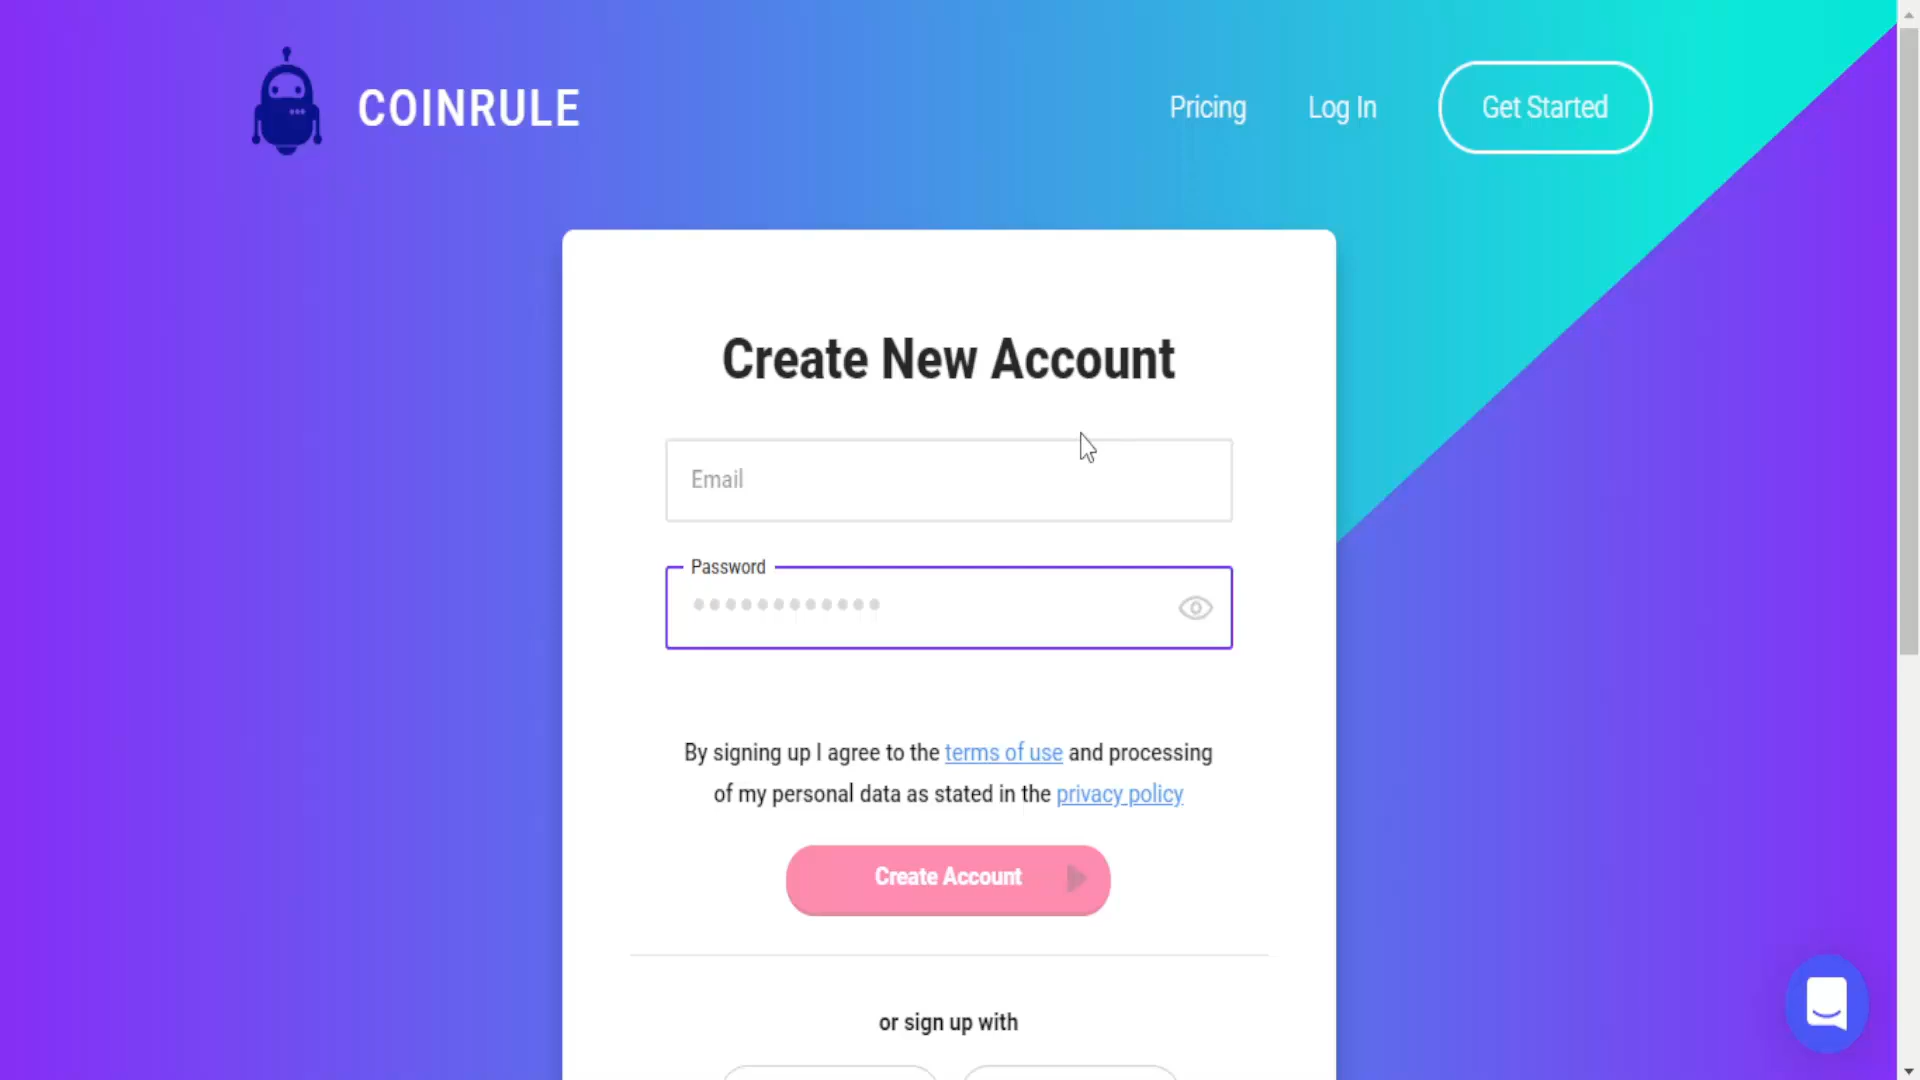 COINRULE
Pricing
Log In
Get Started
Create New Account
Email
Password
By signing up I agree to the terms of use and processing
of my personal data as stated in the privacy policy
Create Account
or sign up with